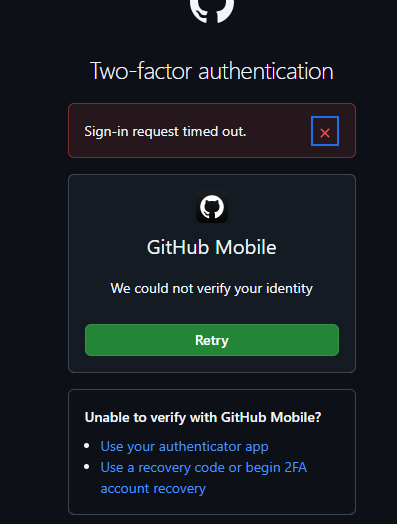 Two-factor authentication
Sign-in request timed out.
GitHub Mobile
We could not verify your identity
Retry
Unable to verify with GitHub Mobile?
Use your authenticator app
Use a recovery code or begin 2FA
account recovery